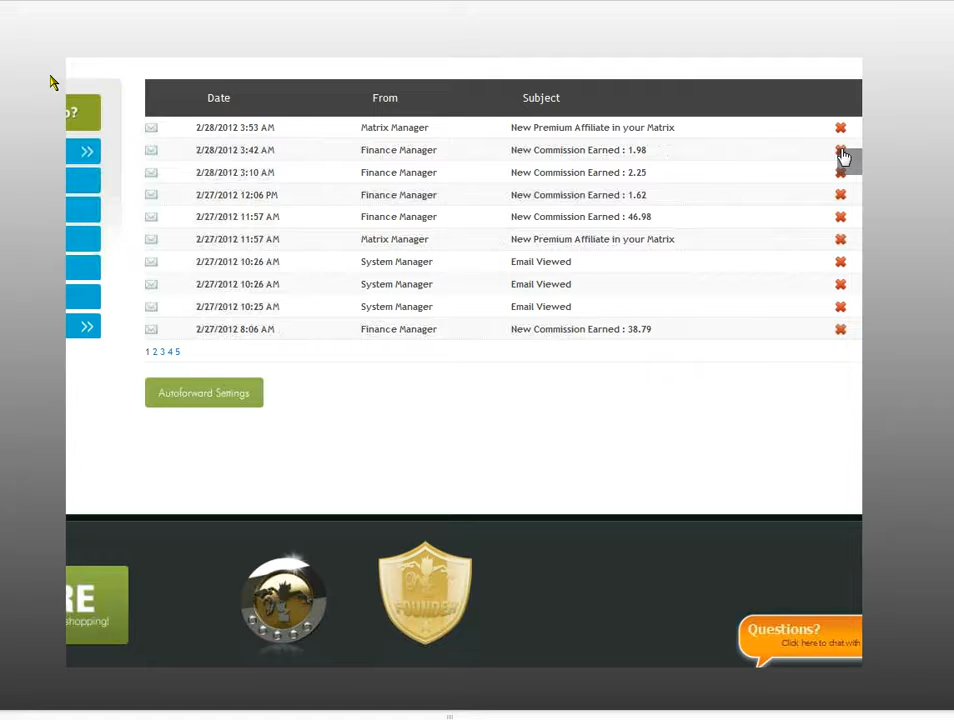 Date From Subject
?
2/28/2012 3:53 AM Matrix Manager New Premium Affiliate in your Matrix
2/28/2012 3:42 AM Finance Manager New Commission Earned : 1.98
2/28/2012 3:10 AM Finance Manager New Commission Earned : 2.25
2/27/2012 12:06 PM Finance Manager New Commission Earned : 1.62
2/27/2012 11:57 AM Finance Manager New Commission Earned : 46.98
2/27/2012 11:57 AM Matrix Manager New Premium Affiliate in your Matrix
2/27/2012 10:26 AM System Manager Email Viewed
2/27/2012 10:26 AM System Manager Email Viewed
2/27/2012 10:25 AM System Manager Email Viewed
2/27/2012 8:06 AM Finance Manager New Commission Earned : 38.79
1 2 3 4 5
Autoforward Settings
RE
shopping!
FOUNDER
Questions?
Click here to chat with